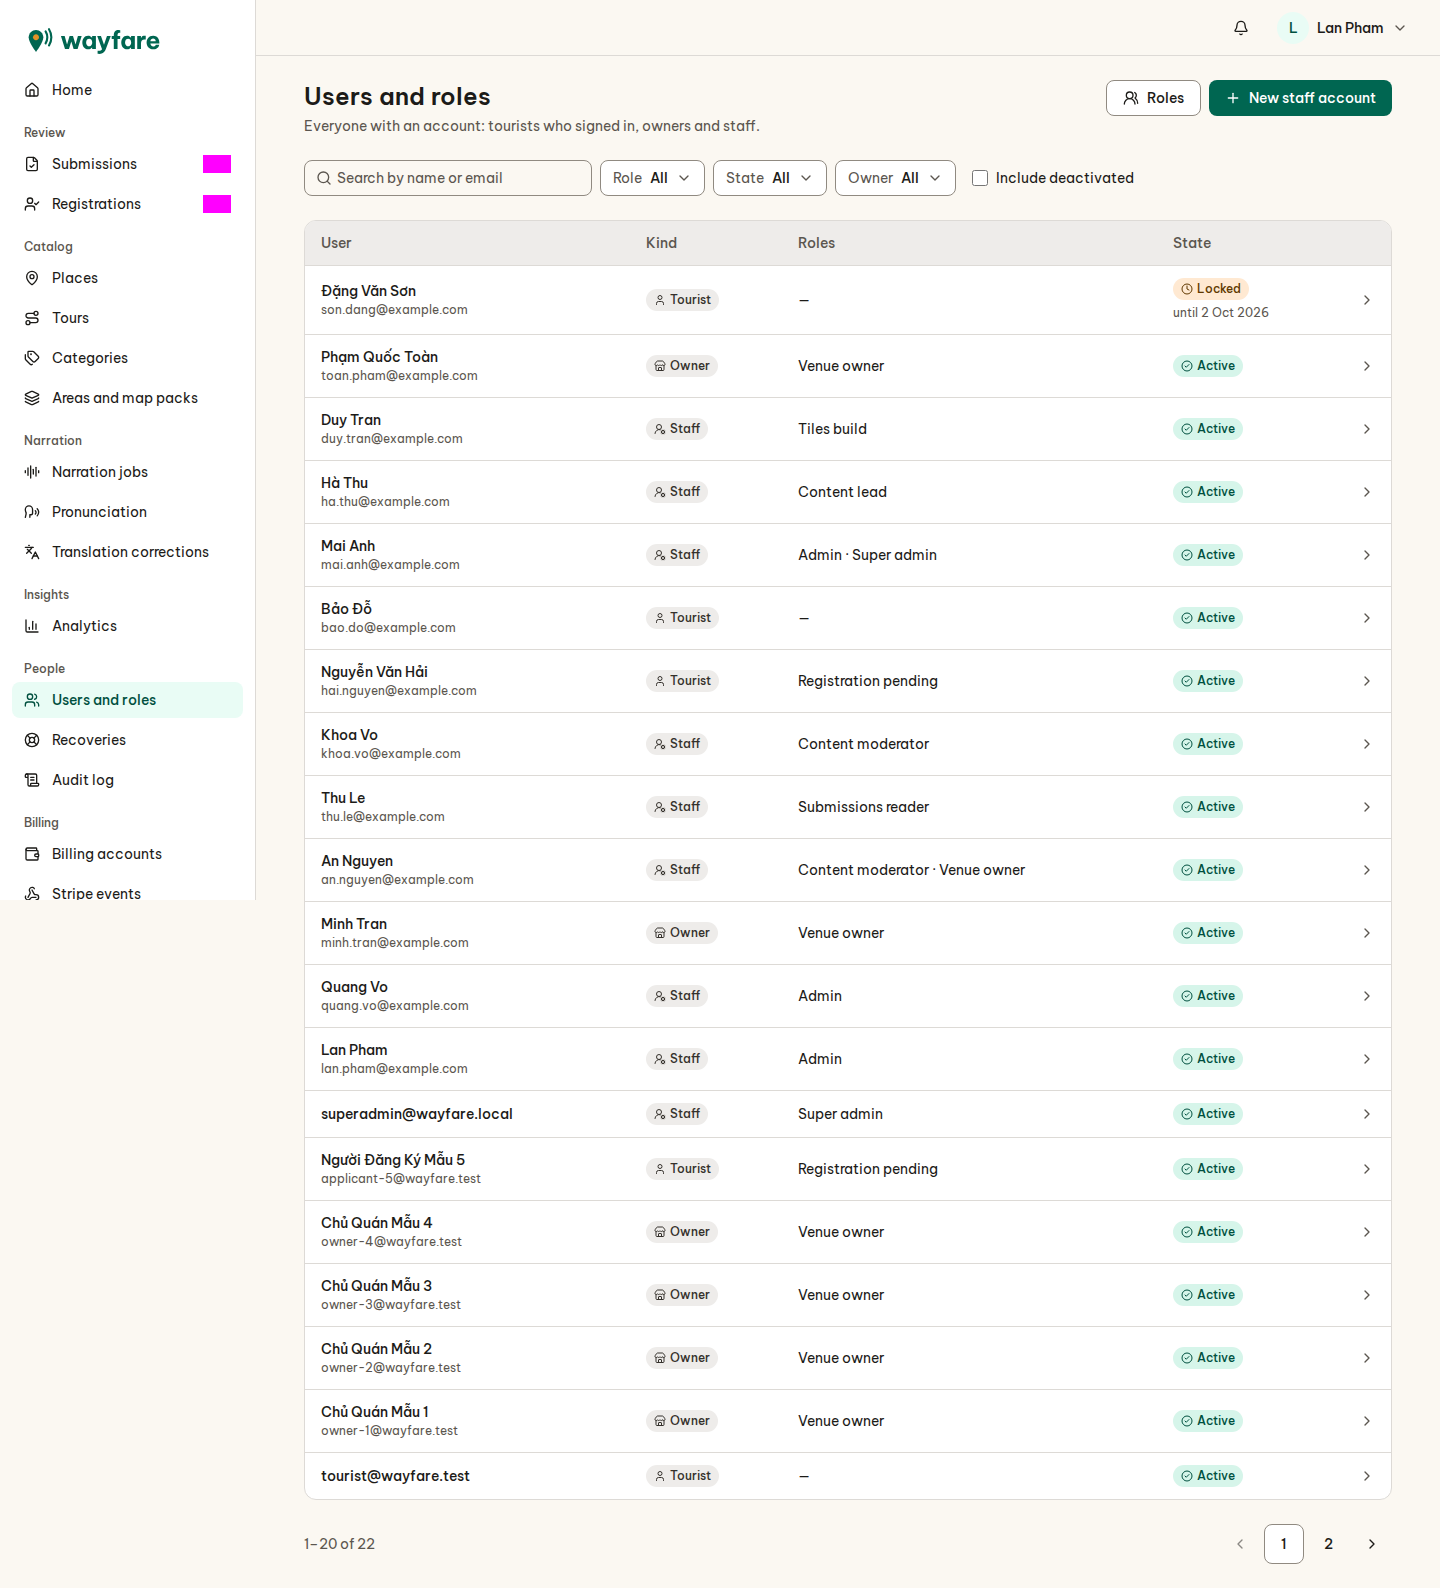 wayfare
Lan Pham
L
Home
Review
Submissions
Registrations
Catalog
Places
Tours
Categories
Areas and map packs
Narration
Narration jobs
Pronunciation
Translation corrections
Insights
Analytics
People
Users and roles
Recoveries
Audit log
Billing
Billing accounts
Stripe events
Users and roles
Everyone with an account: tourists who signed in, owners and staff.
Roles
New staff account
Search by name or email
Role All
State All
Owner All
Include deactivated
User Kind Roles State
Đặng Văn Sơn
son.dang@example.com
Tourist
—
Locked
until 2 Oct 2026
Phạm Quốc Toàn
toan.pham@example.com
Owner
Venue owner
Active
Duy Tran
duy.tran@example.com
Staff
Tiles build
Active
Hà Thu
ha.thu@example.com
Staff
Content lead
Active
Mai Anh
mai.anh@example.com
Staff
Admin · Super admin
Active
Bảo Đỗ
bao.do@example.com
Tourist
—
Active
Nguyễn Văn Hải
hai.nguyen@example.com
Tourist
Registration pending
Active
Khoa Vo
khoa.vo@example.com
Staff
Content moderator
Active
Thu Le
thu.le@example.com
Staff
Submissions reader
Active
An Nguyen
an.nguyen@example.com
Staff
Content moderator · Venue owner
Active
Minh Tran
minh.tran@example.com
Owner
Venue owner
Active
Quang Vo
quang.vo@example.com
Staff
Admin
Active
Lan Pham
lan.pham@example.com
Staff
Admin
Active
superadmin@wayfare.local
Staff
Super admin
Active
Người Đăng Ký Mẫu 5
applicant-5@wayfare.test
Tourist
Registration pending
Active
Chủ Quán Mẫu 4
owner-4@wayfare.test
Owner
Venue owner
Active
Chủ Quán Mẫu 3
owner-3@wayfare.test
Owner
Venue owner
Active
Chủ Quán Mẫu 2
owner-2@wayfare.test
Owner
Venue owner
Active
Chủ Quán Mẫu 1
owner-1@wayfare.test
Owner
Venue owner
Active
tourist@wayfare.test
Tourist
—
Active
1–20 of 22
1
2